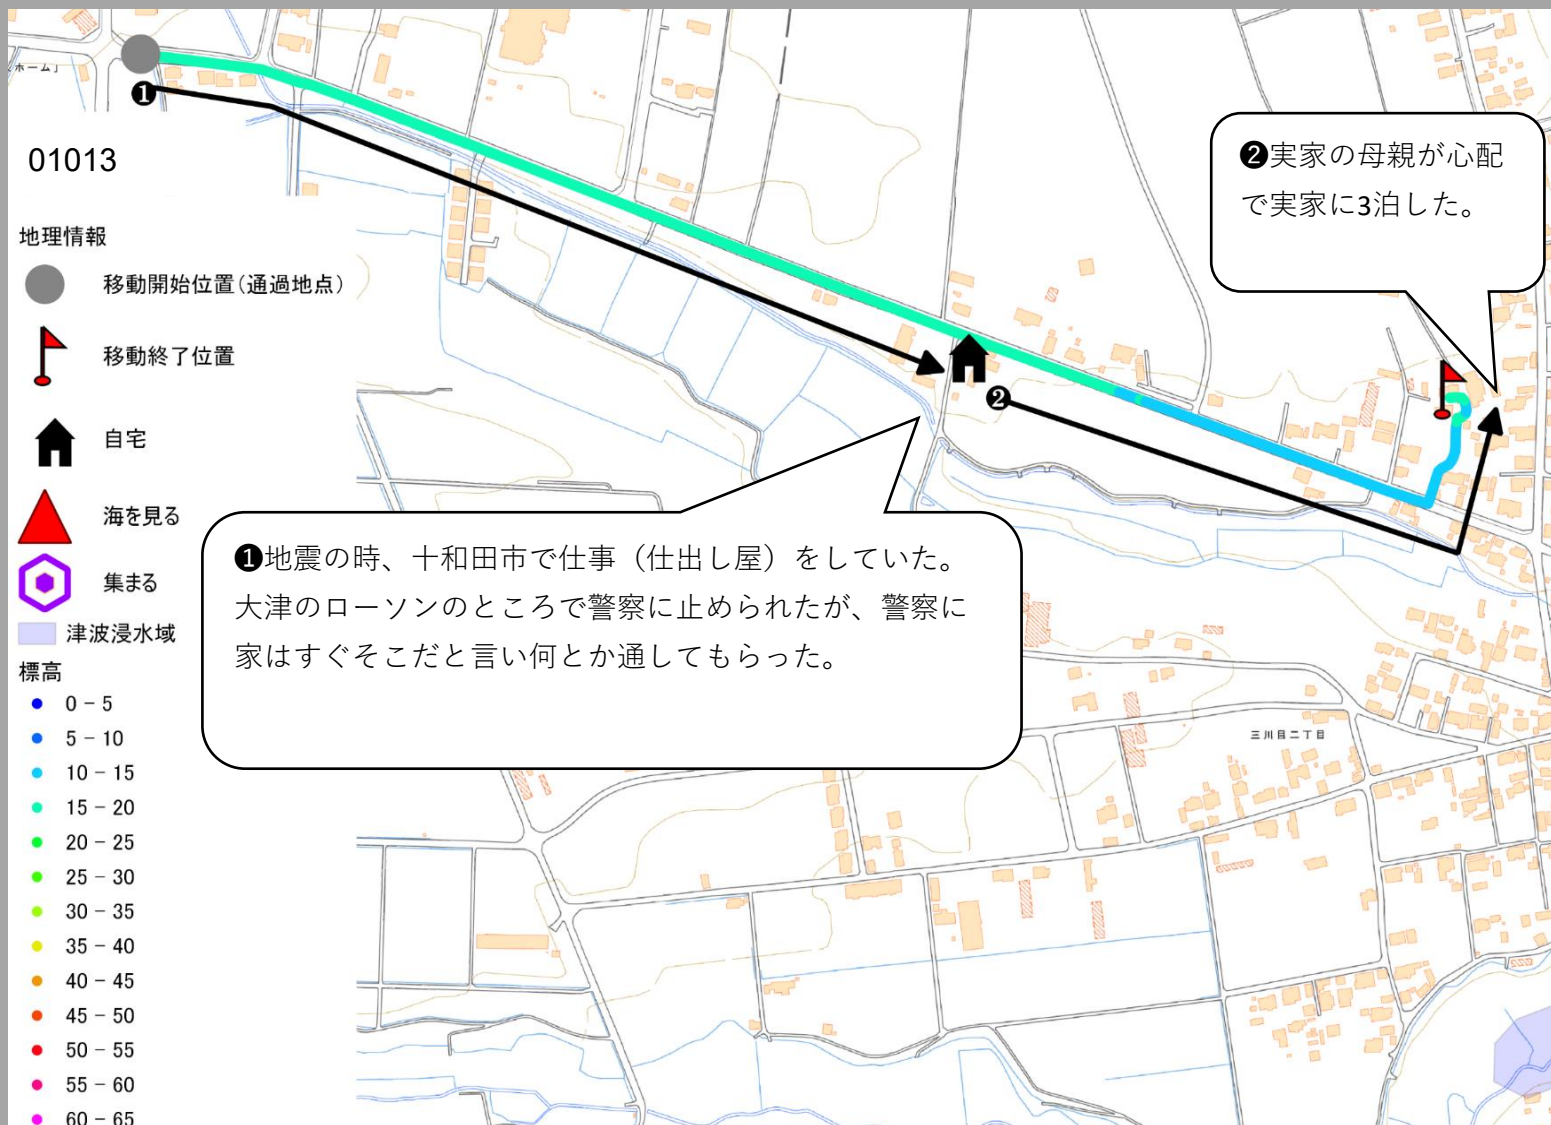 ホーム」
❶
01013
地理情報
移動開始位置(通過地点)
移動終了位置
自宅
海を見る
集まる
津波浸水域
標高
0 – 5
5 – 10
10 – 15
15 – 20
20 – 25
25 – 30
30 – 35
35 – 40
40 – 45
45 – 50
50 – 55
55 – 60
60 – 65
❷実家の母親が心配
で実家に3泊した。
❷
❶地震の時、十和田市で仕事（仕出し屋）をしていた。
大津のローソンのところで警察に止められたが、警察に
家はすぐそこだと言い何とか通してもらった。
三川目二丁目